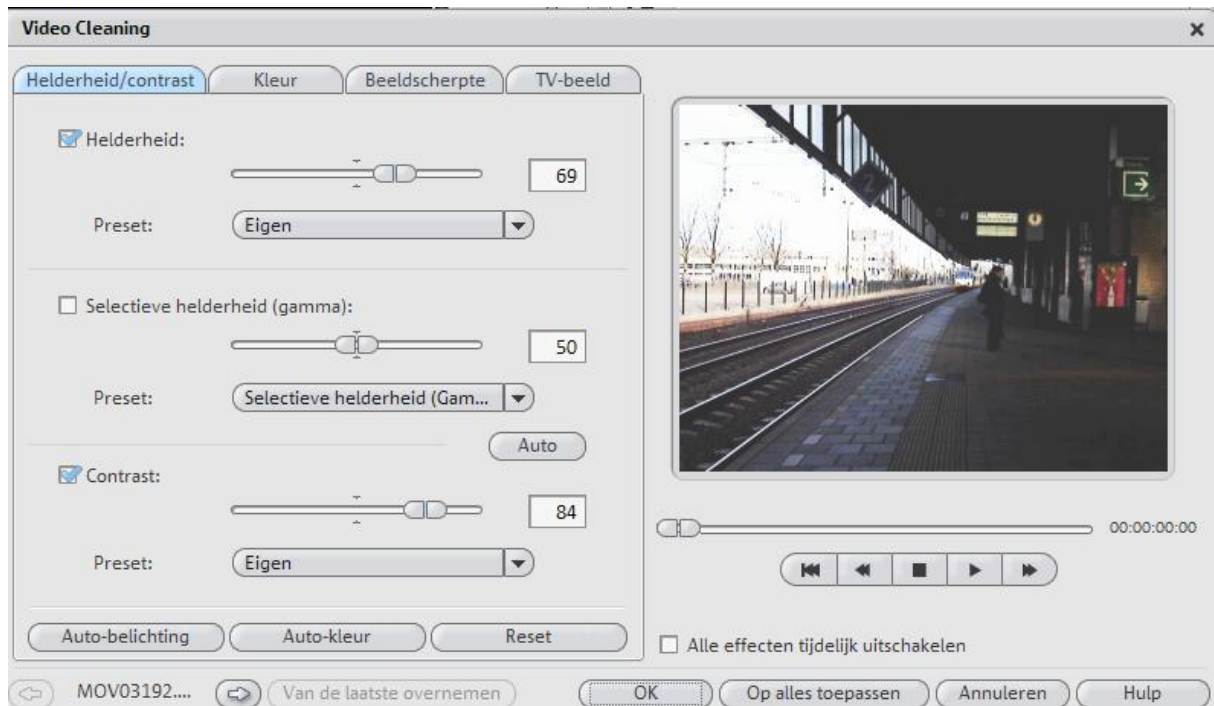 Video Cleaning
Helderheid/contrast Kleur Beeldscherpte TV-beeld
Helderheid:
69
Preset: Eigen
Selectieve helderheid (gamma):
50
Preset: Selectieve helderheid (Gam...
Auto
Contrast:
84
Preset: Eigen
Auto-belichting Auto-kleur Reset
2
00:00:00:00
Alle effecten tijdelijk uitschakelen
MOV03192.... Van de laatste overnemen OK Op alles toepassen Annuleren Hulp